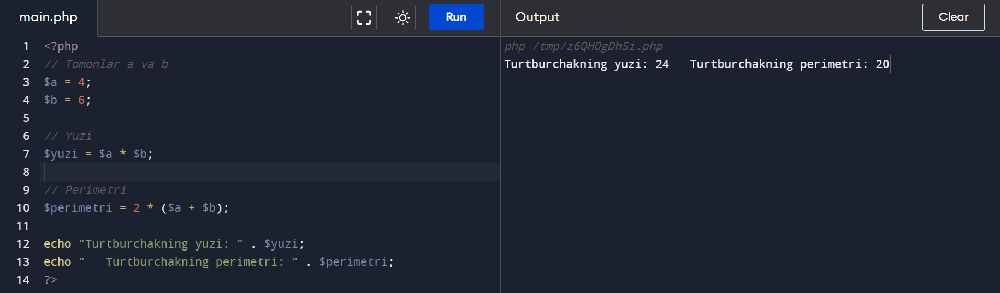 main.php
Run
Output
Clear
1 <?php
2 // Tomonlar a va b
3 $a = 4;
4 $b = 6;
5
6 // Yuzi
7 $yuzi = $a * $b;
8
9 // Perimetri
10 $perimetri = 2 * ($a + $b);
11
12 echo "Turtburchakning yuzi: " . $yuzi;
13 echo "   Turtburchakning perimetri: " . $perimetri;
14 ?>
php /tmp/z6QHOgDhSi.php
Turtburchakning yuzi: 24   Turtburchakning perimetri: 20